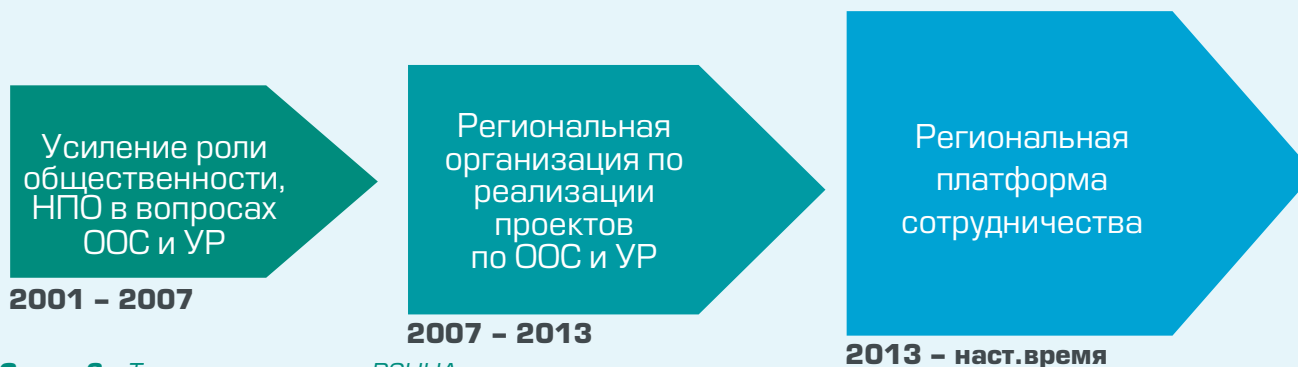 Усиление роли
общественности,
НПО в вопросах
ООС и УР
2001 – 2007
Региональная
организация по
реализации
проектов
по ООС и УР
2007 – 2013
Региональная
платформа
сотрудничества
2013 – наст.время